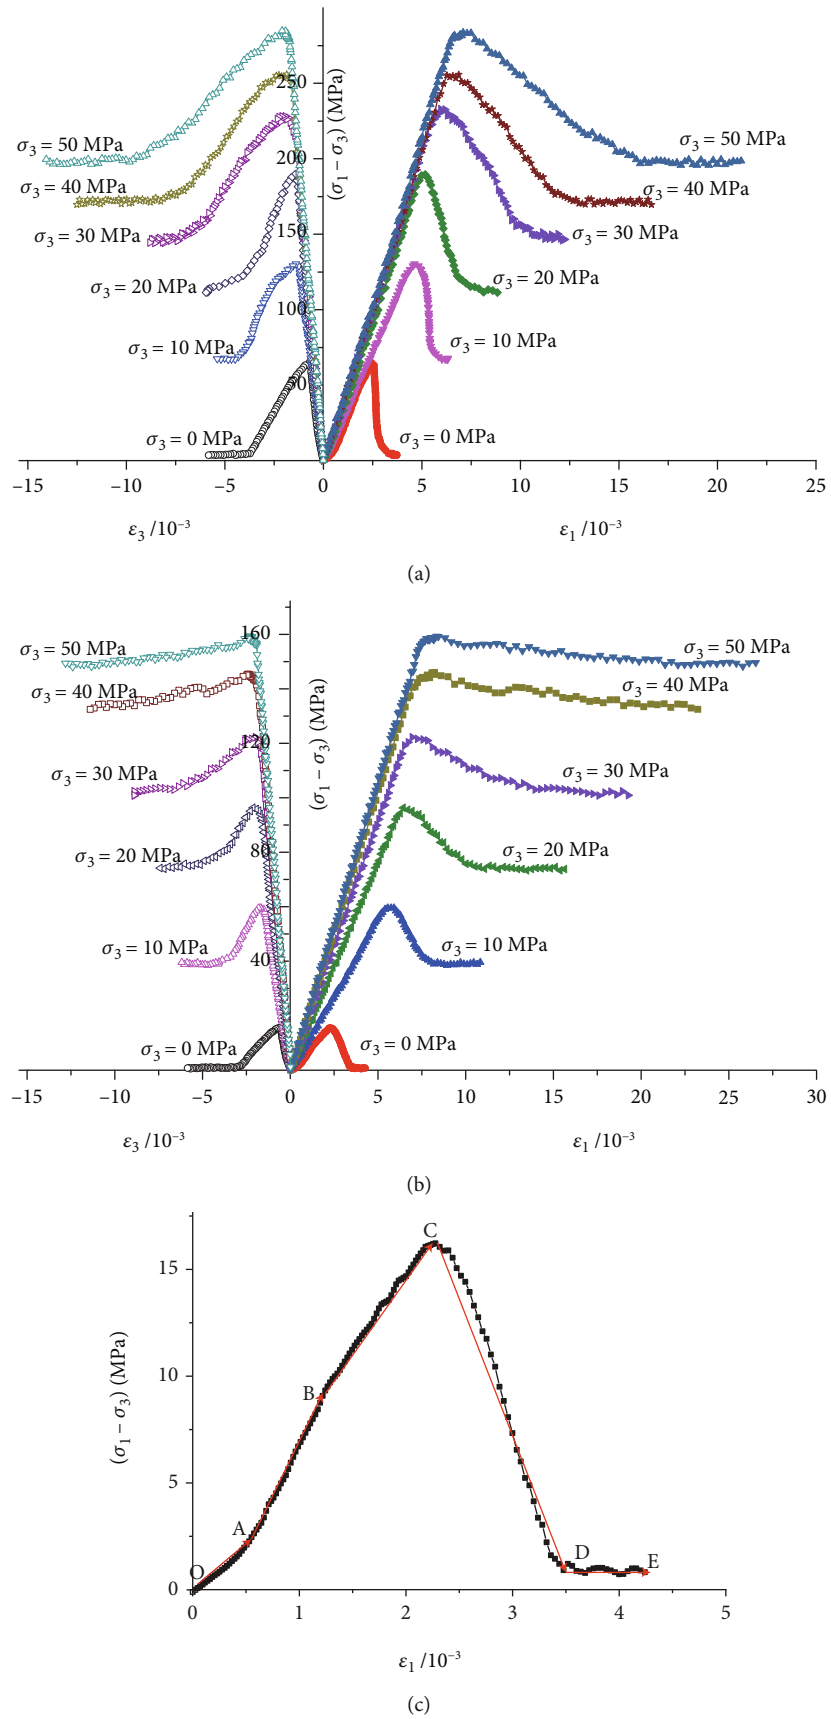 250
200
150
100
50
(σ₁ – σ₃) (MPa)
σ₃ = 50 MPa
σ₃ = 40 MPa
σ₃ = 30 MPa
σ₃ = 20 MPa
σ₃ = 10 MPa
σ₃ = 0 MPa
σ₃ = 50 MPa
σ₃ = 40 MPa
σ₃ = 30 MPa
σ₃ = 20 MPa
σ₃ = 10 MPa
σ₃ = 0 MPa
–15 –10 –5 0 5 10 15 20 25
ε₃ /10⁻³ ε₁ /10⁻³
(a)
160
120
80
40
(σ₁ – σ₃) (MPa)
σ₃ = 50 MPa
σ₃ = 40 MPa
σ₃ = 30 MPa
σ₃ = 20 MPa
σ₃ = 10 MPa
σ₃ = 0 MPa
σ₃ = 50 MPa
σ₃ = 40 MPa
σ₃ = 30 MPa
σ₃ = 20 MPa
σ₃ = 10 MPa
σ₃ = 0 MPa
–15 –10 –5 0 5 10 15 20 25 30
ε₃ /10⁻³ ε₁ /10⁻³
(b)
15
10
5
0
(σ₁ – σ₃) (MPa)
C
B
A
O
D
E
0 1 2 3 4 5
ε₁ /10⁻³
(c)